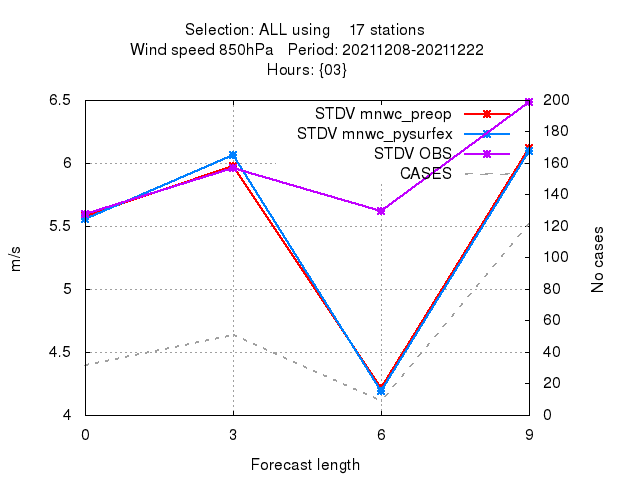 Selection: ALL using    17 stations
Wind speed 850hPa   Period: 20211208-20211222
Hours: {03}
6.5
6
5.5
5
4.5
4
m/s
STDV mnwc_preop
STDV mnwc_pysurfex
STDV OBS
CASES
200
180
160
140
120
100
80
60
40
20
0
No cases
0 3 6 9
Forecast length